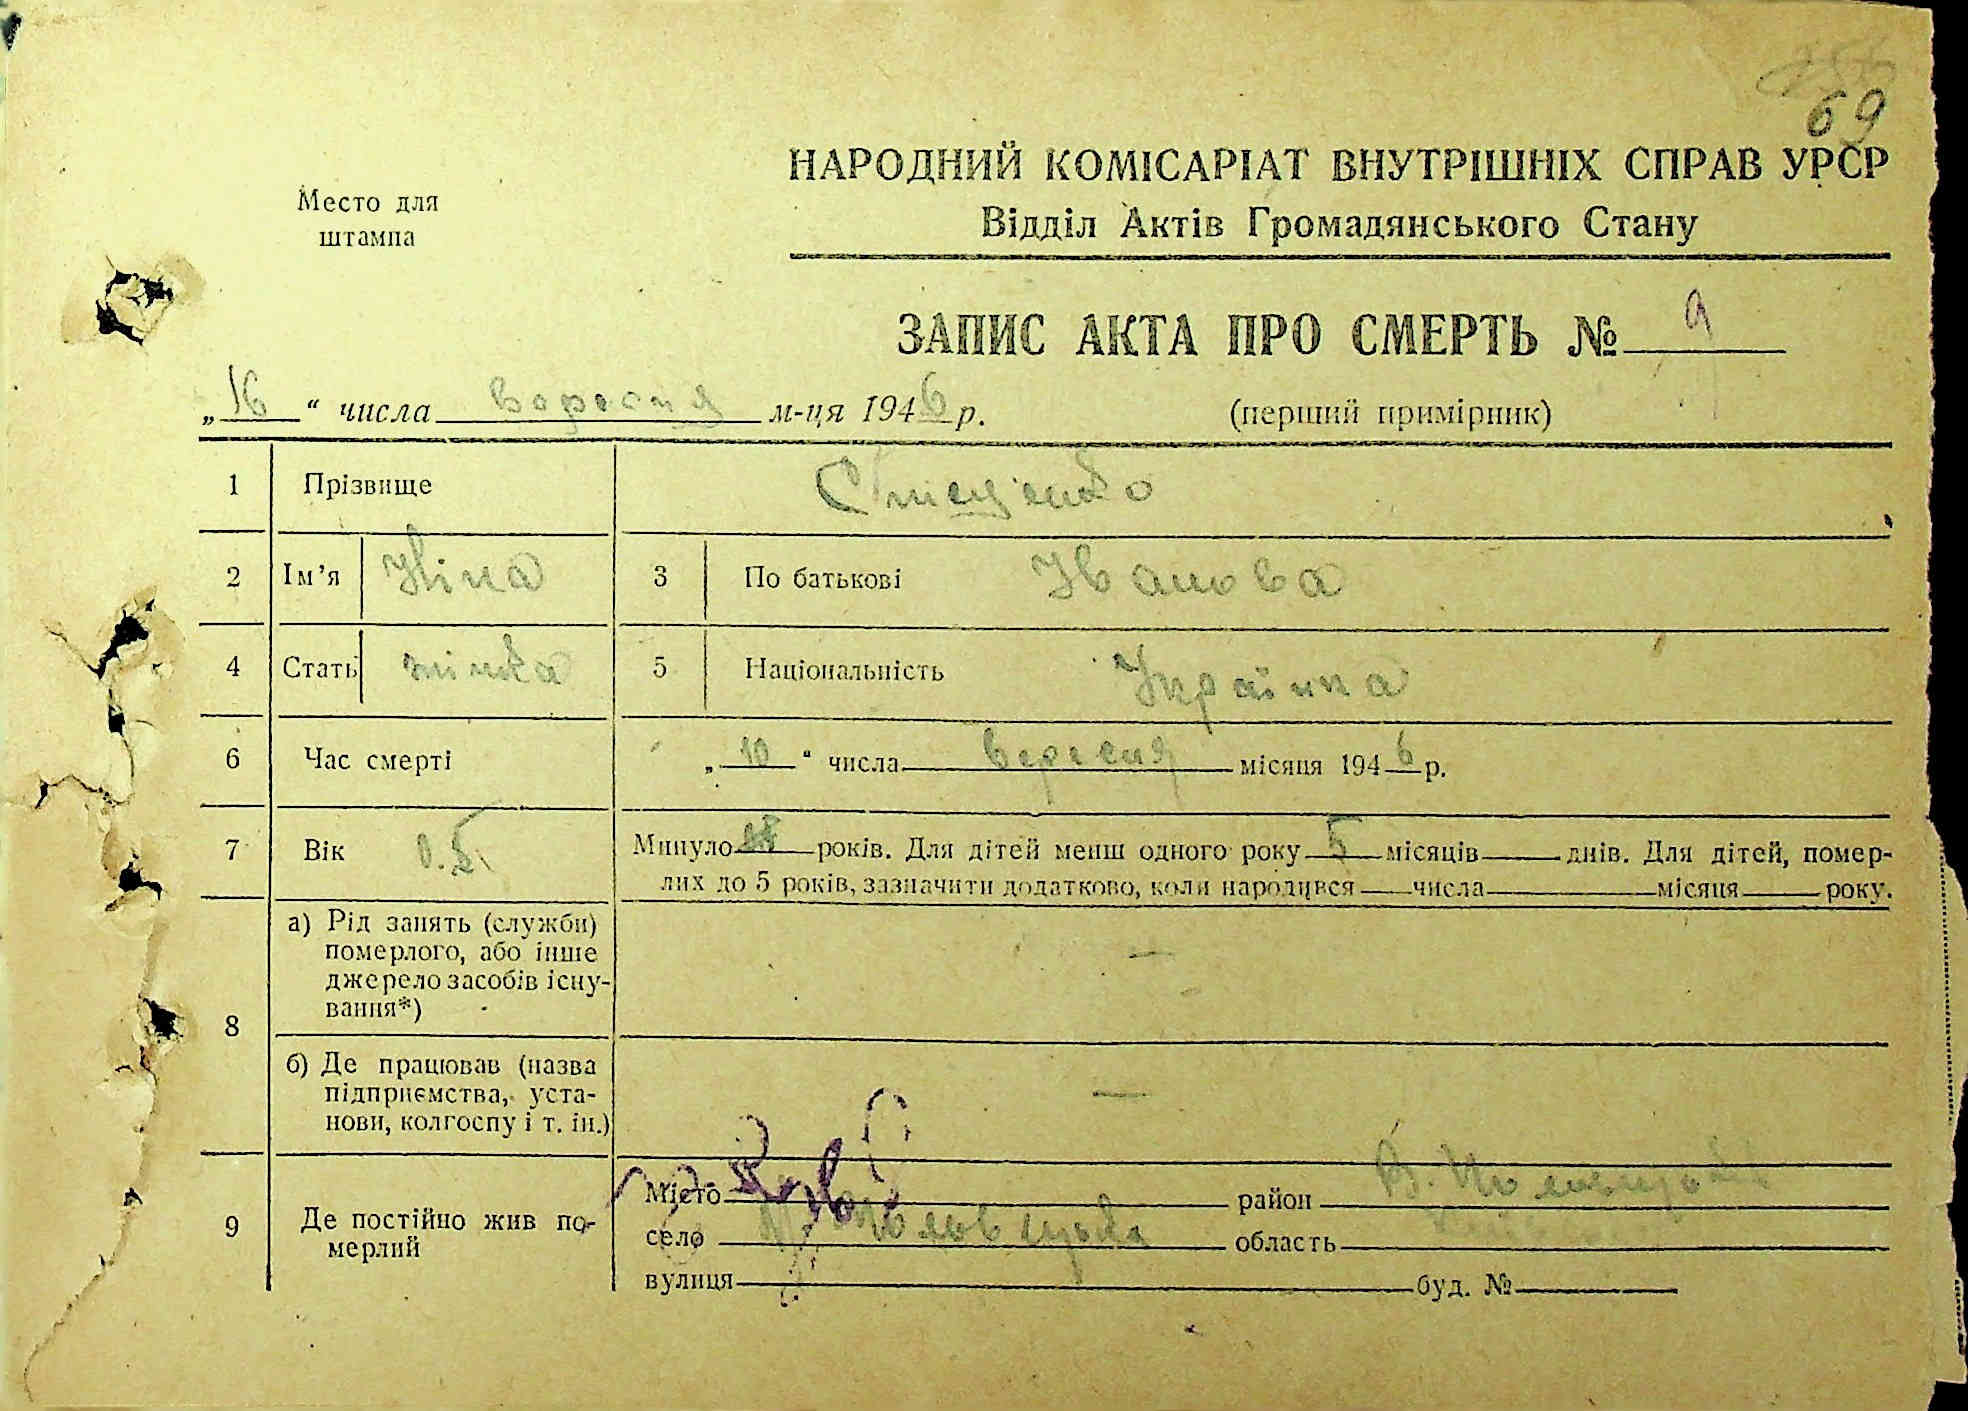 69
НАРОДНИЙ КОМІСАРІАТ ВНУТРІШНІХ СПРАВ УРСР
Место для
штампа
Відділ Актів Громадянського Стану
ЗАПИС АКТА ПРО СМЕРТЬ № 9
„16“ числа вересня м-ця 1946 р.
(перший примірник)
1 Прізвище
2 Ім’я Ніна 3 По батькові Іванова
4 Стать жінка 5 Національність Українка
6 Час смерті „10“ числа вересня місяця 1946 р.
7 Вік 0.5. Минуло років. Для дітей менш одного року 5 місяців днів. Для дітей, помер-
лих до 5 років, зазначити додатково, коли народився числа місяця року.
8 а) Рід занять (служби)
померлого, або інше
джерело засобів існу-
вання*) —
б) Де працював (назва
підприємства, уста-
нови, колгоспу і т. ін.) —
9 Де постійно жив по-
мерлий
Місто район В. Половецький
село М Половецьке область
вулиця буд. №